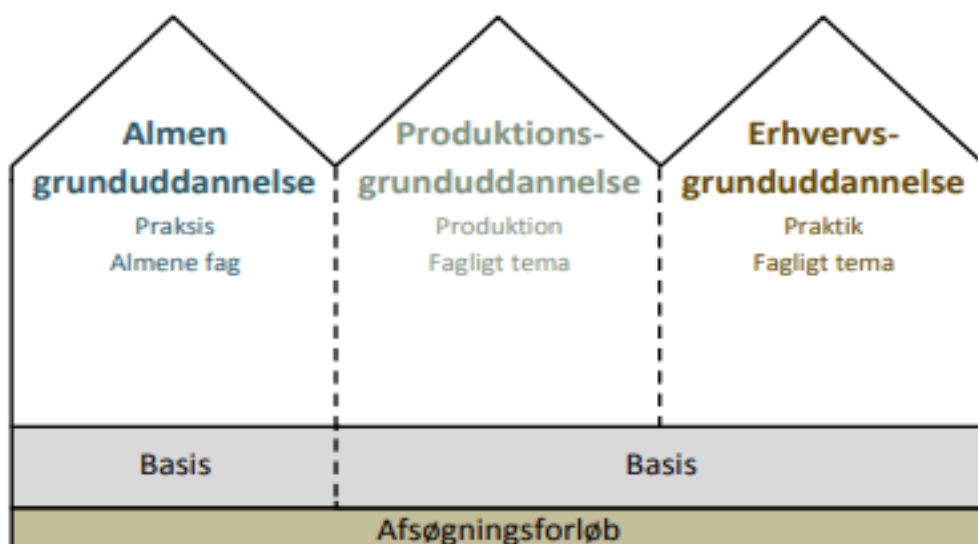 Almen
grunduddannelse
Praksis
Almene fag
Produktions-
grunduddannelse
Produktion
Fagligt tema
Erhvervs-
grunduddannelse
Praktik
Fagligt tema
Basis
Basis
Afsøgningsforløb